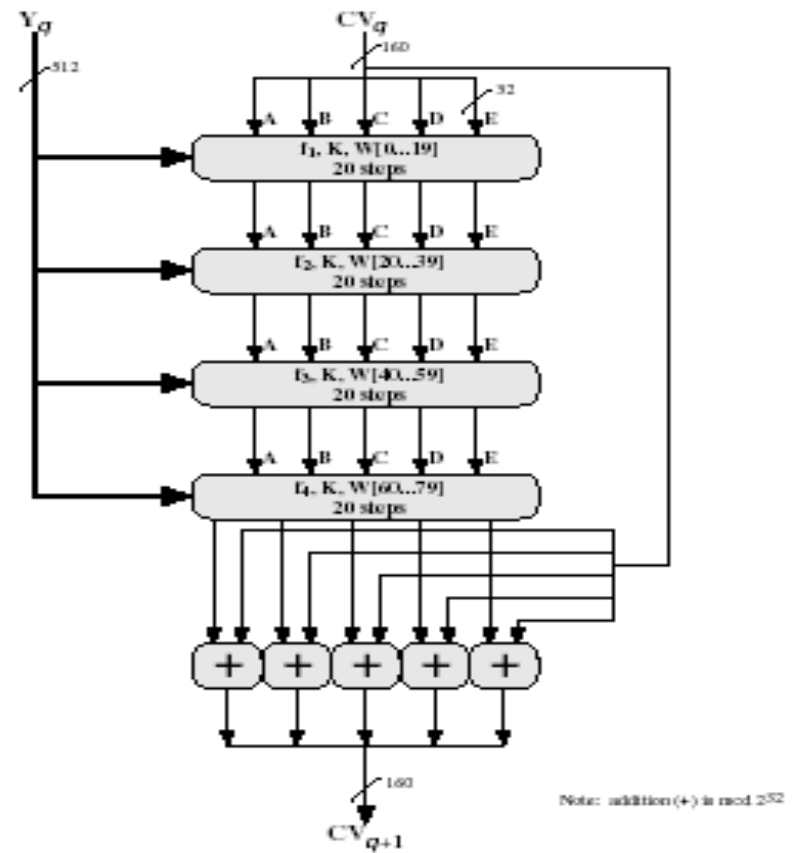 Yq CVq
512
160
32
A B C D E
f1, K, W[0...19]
20 steps
A B C D E
f2, K, W[20...39]
20 steps
A B C D E
f3, K, W[40...59]
20 steps
A B C D E
f4, K, W[60...79]
20 steps
+ + + + +
160
Note: addition (+) is mod 2^32
CVq+1